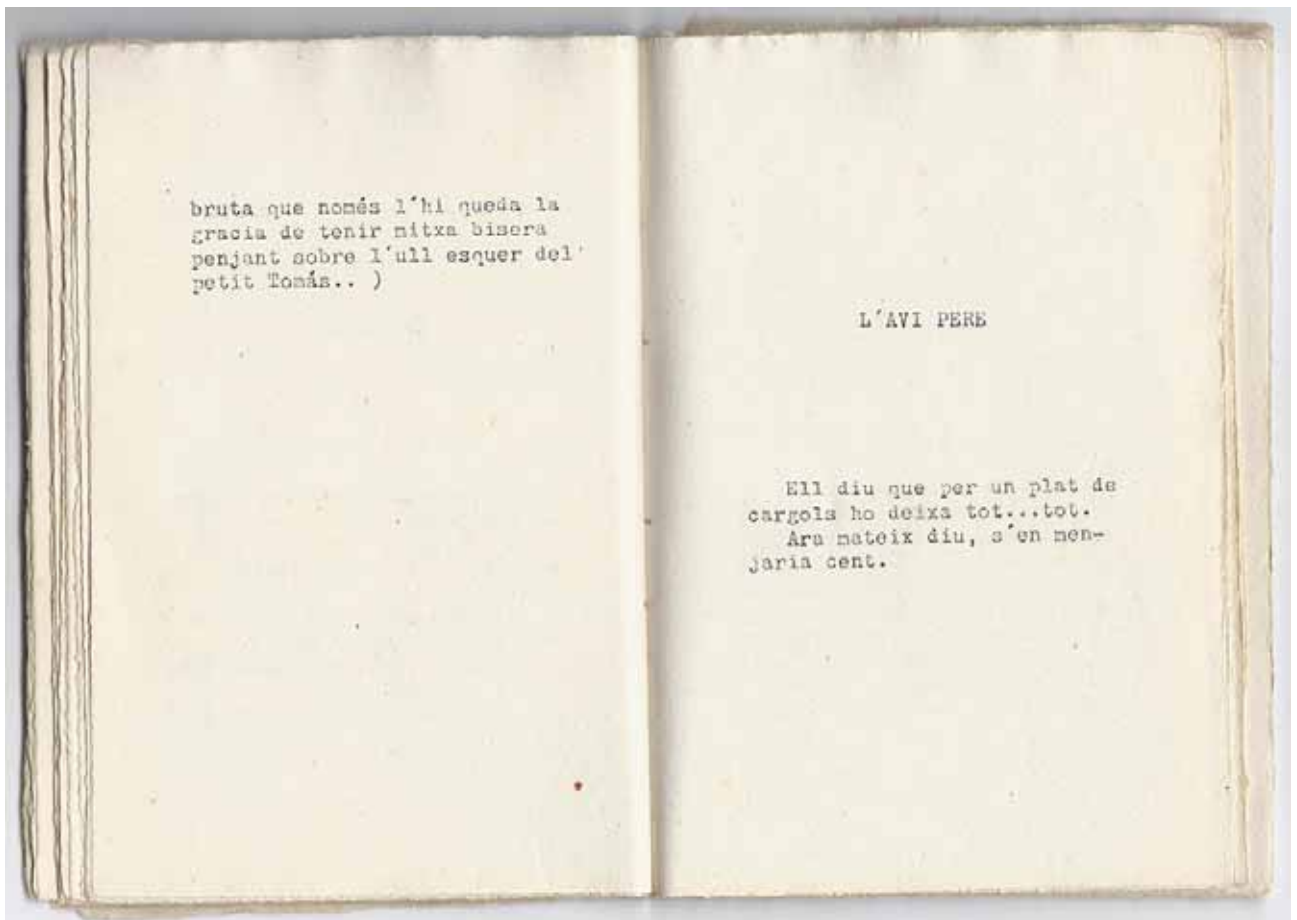 bruta que només l´hi queda la
gracia de tenir mitxa bisera
penjant sobre l´ull esquer del
petit Tomás.. )
L´AVI PERE
Ell diu que per un plat de
cargols ho deixa tot...tot.
Ara mateix diu, s´en men-
jaria cent.